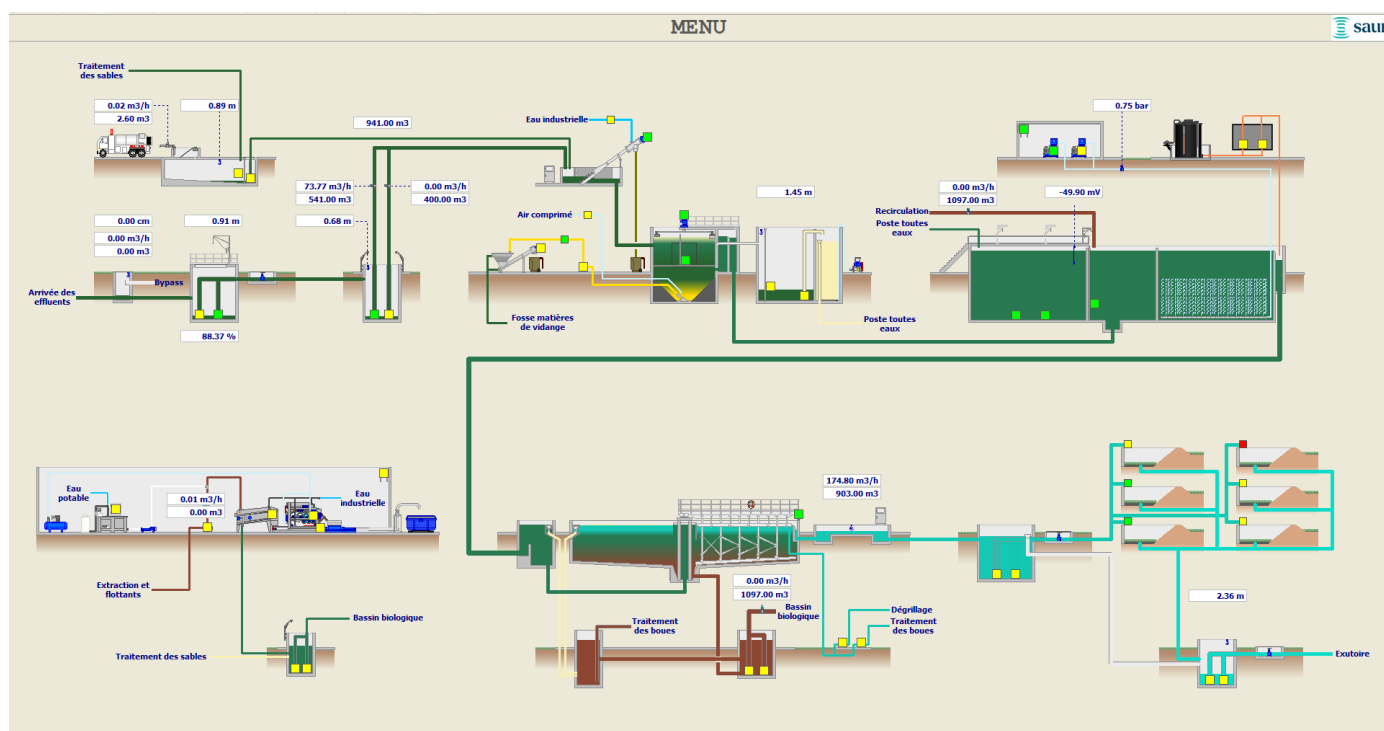 MENU
saur
Traitement
des sables
0.02 m3/h
2.60 m3
0.89 m
941.00 m3
Eau industrielle
0.75 bar
73.77 m3/h
541.00 m3
0.00 m3/h
400.00 m3
1.45 m
0.00 m3/h
1097.00 m3
-49.90 mV
Recirculation
Poste toutes
eaux
0.00 cm
0.91 m
0.68 m
Air comprimé
0.00 m3/h
0.00 m3
Bypass
Arrivée des
effluents
88.37 %
Fosse matières
de vidange
Poste toutes
eaux
Eau
potable
0.01 m3/h
0.00 m3
Eau
industrielle
174.80 m3/h
903.00 m3
Extraction et
flottants
Bassin biologique
Traitement des sables
0.00 m3/h
1097.00 m3
Bassin
biologique
Traitement
des boues
Dégrillage
Traitement
des boues
2.36 m
Exutoire